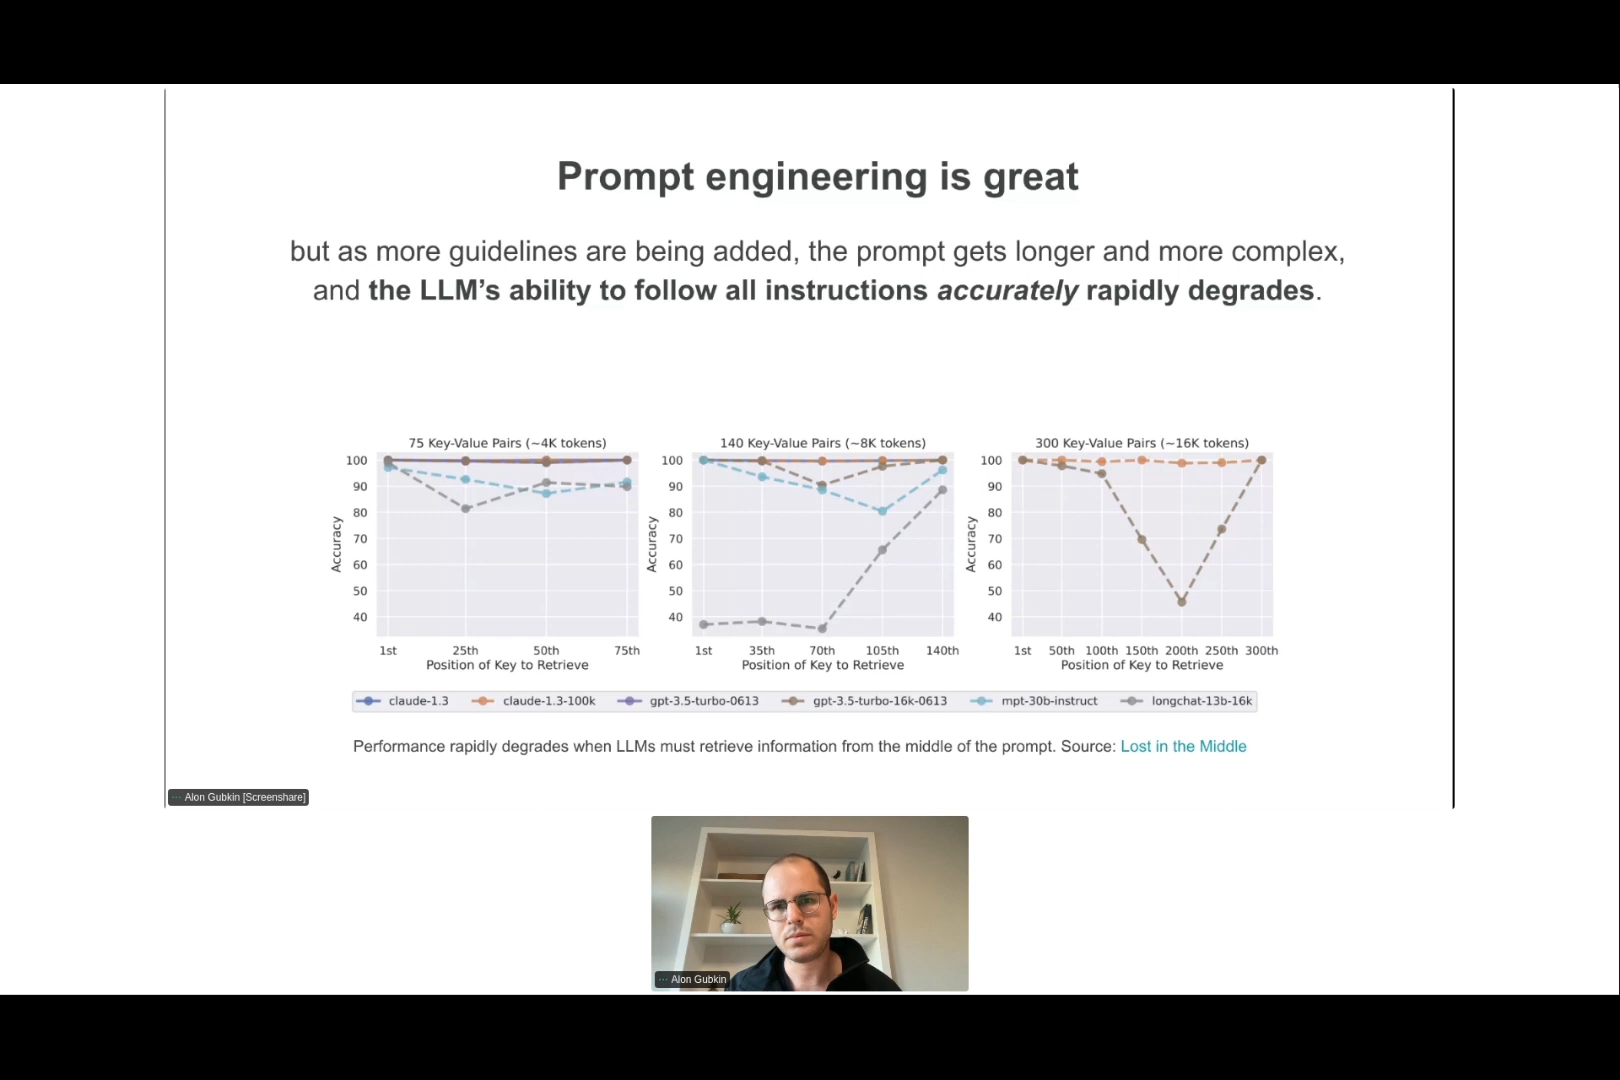 Prompt engineering is great
but as more guidelines are being added, the prompt gets longer and more complex,
and the LLM’s ability to follow all instructions accurately rapidly degrades.
75 Key-Value Pairs (~4K tokens)
100
90
80
70
60
50
40
Accuracy
1st 25th 50th 75th
Position of Key to Retrieve
140 Key-Value Pairs (~8K tokens)
100
90
80
70
60
50
40
Accuracy
1st 35th 70th 105th 140th
Position of Key to Retrieve
300 Key-Value Pairs (~16K tokens)
100
90
80
70
60
50
40
Accuracy
1st 50th 100th 150th 200th 250th 300th
Position of Key to Retrieve
claude-1.3 claude-1.3-100k gpt-3.5-turbo-0613 gpt-3.5-turbo-16k-0613 mpt-30b-instruct longchat-13b-16k
Performance rapidly degrades when LLMs must retrieve information from the middle of the prompt. Source: Lost in the Middle
Alon Gubkin [Screenshare]
Alon Gubkin